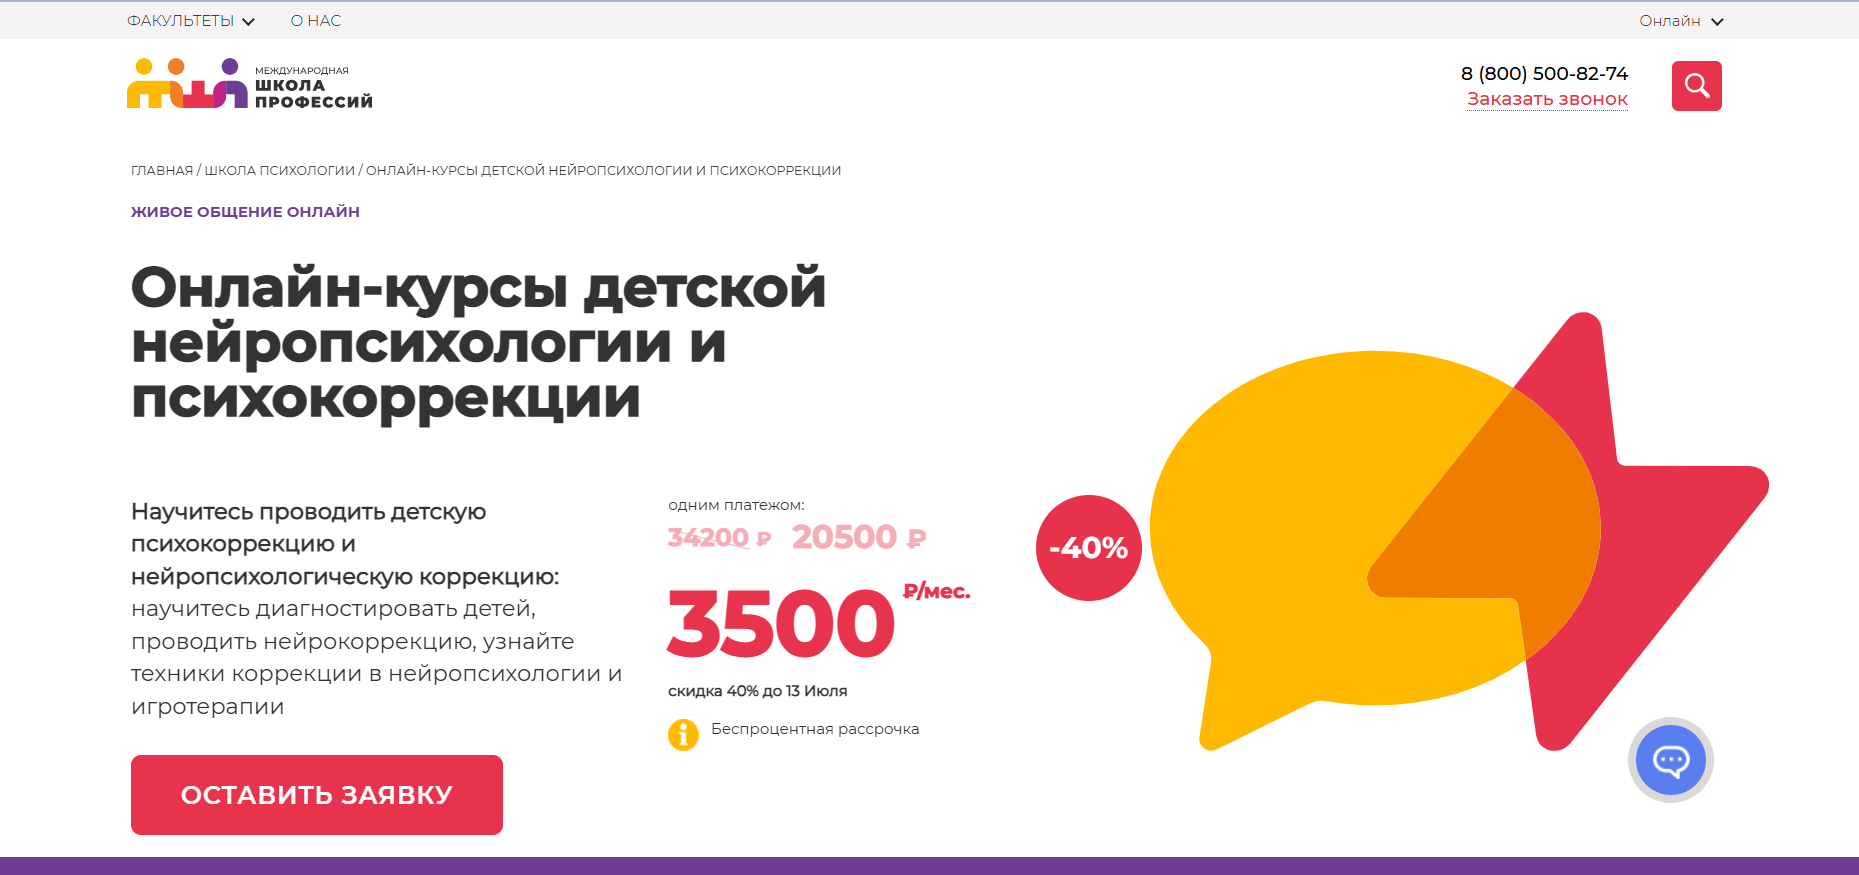 ФАКУЛЬТЕТЫ О НАС Онлайн
МЕЖДУНАРОДНАЯ
ШКОЛА
ПРОФЕССИЙ
8 (800) 500-82-74
Заказать звонок
ГЛАВНАЯ / ШКОЛА ПСИХОЛОГИИ / ОНЛАЙН-КУРСЫ ДЕТСКОЙ НЕЙРОПСИХОЛОГИИ И ПСИХОКОРРЕКЦИИ
ЖИВОЕ ОБЩЕНИЕ ОНЛАЙН
Онлайн-курсы детской
нейропсихологии и
психокоррекции
Научитесь проводить детскую
психокоррекцию и
нейропсихологическую коррекцию:
научитесь диагностировать детей,
проводить нейрокоррекцию, узнайте
техники коррекции в нейропсихологии и
игротерапии
одним платежом:
34200 ₽ 20500 ₽
3500 ₽/мес.
скидка 40% до 13 Июля
Беспроцентная рассрочка
-40%
ОСТАВИТЬ ЗАЯВКУ